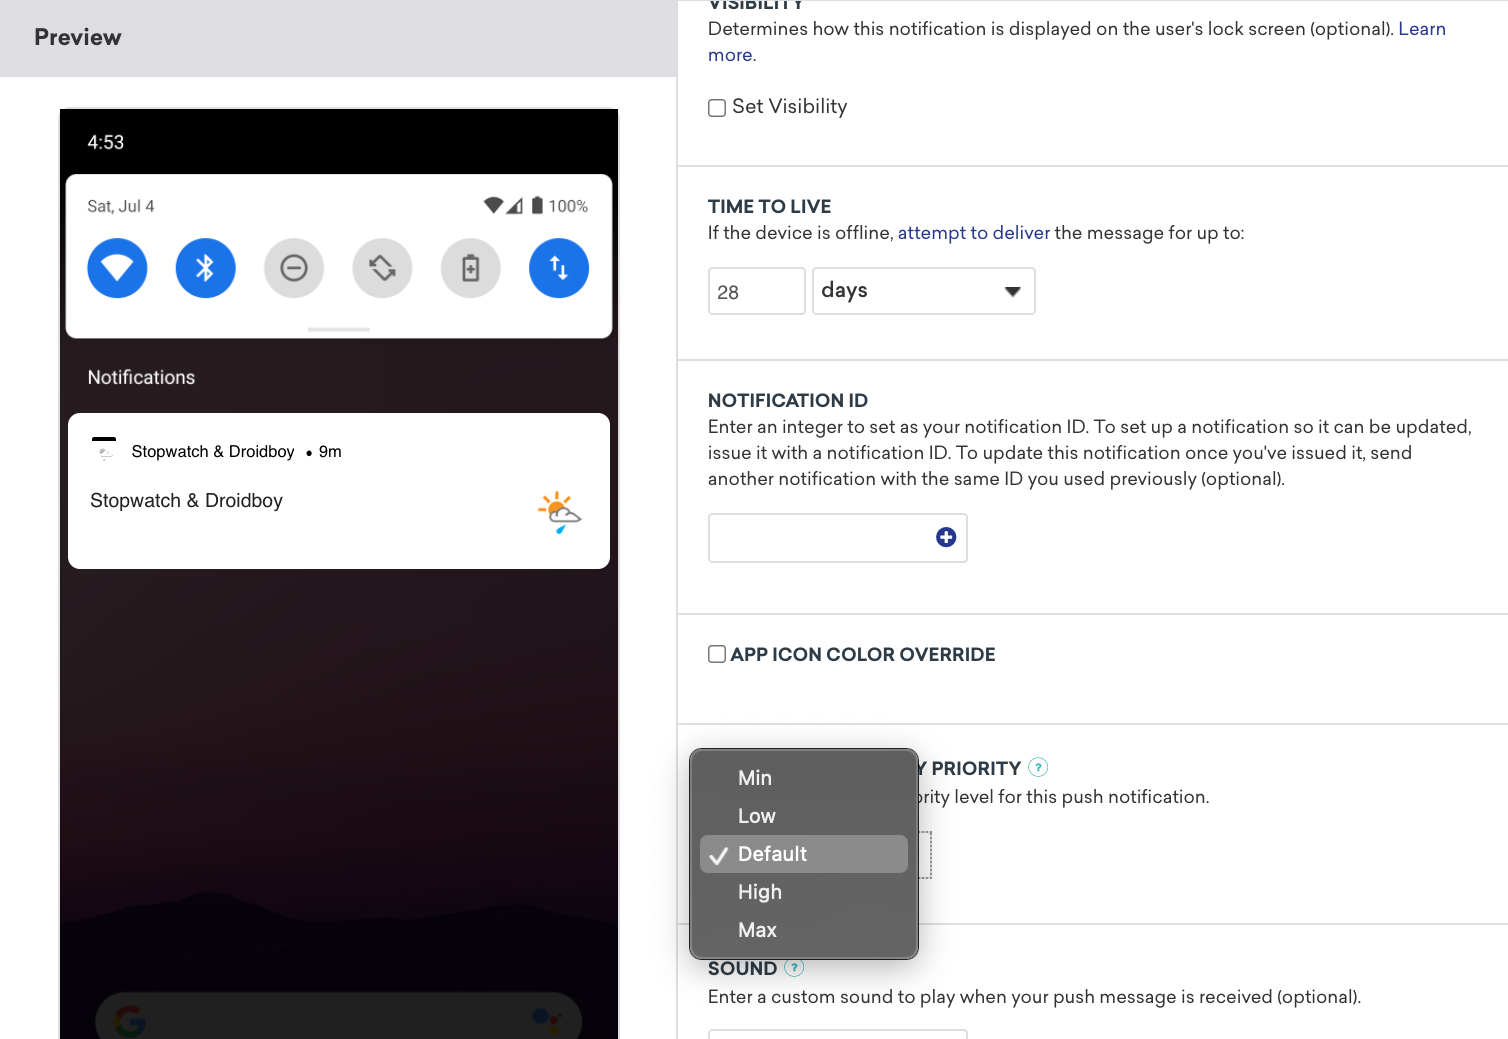 Preview
4:53
Sat, Jul 4
100%
Notifications
Stopwatch & Droidboy • 9m
Stopwatch & Droidboy
VISIBILITY
Determines how this notification is displayed on the user's lock screen (optional). Learn
more.
Set Visibility
TIME TO LIVE
If the device is offline, attempt to deliver the message for up to:
28
days
NOTIFICATION ID
Enter an integer to set as your notification ID. To set up a notification so it can be updated,
issue it with a notification ID. To update this notification once you've issued it, send
another notification with the same ID you used previously (optional).
APP ICON COLOR OVERRIDE
Y PRIORITY ?
level for this push notification.
Min
Low
Default
High
Max
SOUND ?
Enter a custom sound to play when your push message is received (optional).